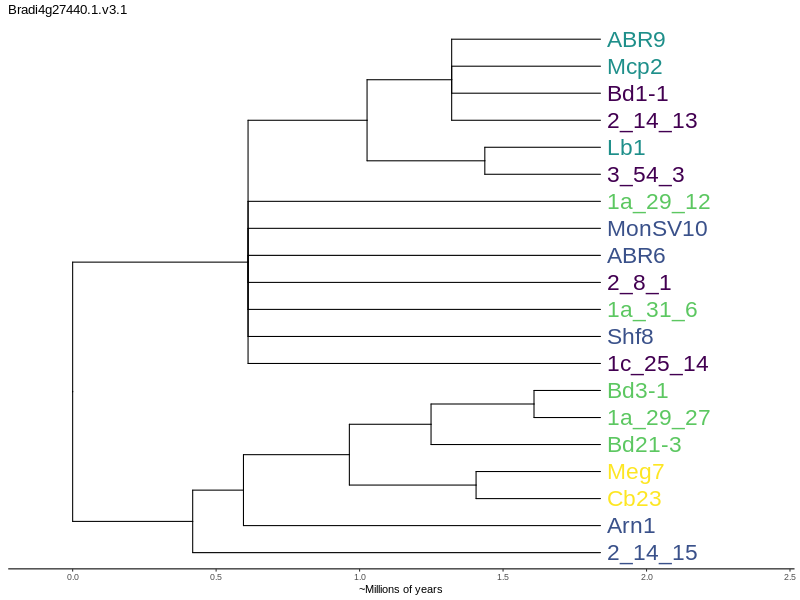 Bradi4g27440.1.v3.1
ABR9
Mcp2
Bd1-1
2_14_13
Lb1
3_54_3
1a_29_12
MonSV10
ABR6
2_8_1
1a_31_6
Shf8
1c_25_14
Bd3-1
1a_29_27
Bd21-3
Meg7
Cb23
Arn1
2_14_15
0.0 0.5 1.0 1.5 2.0 2.5
~Millions of years